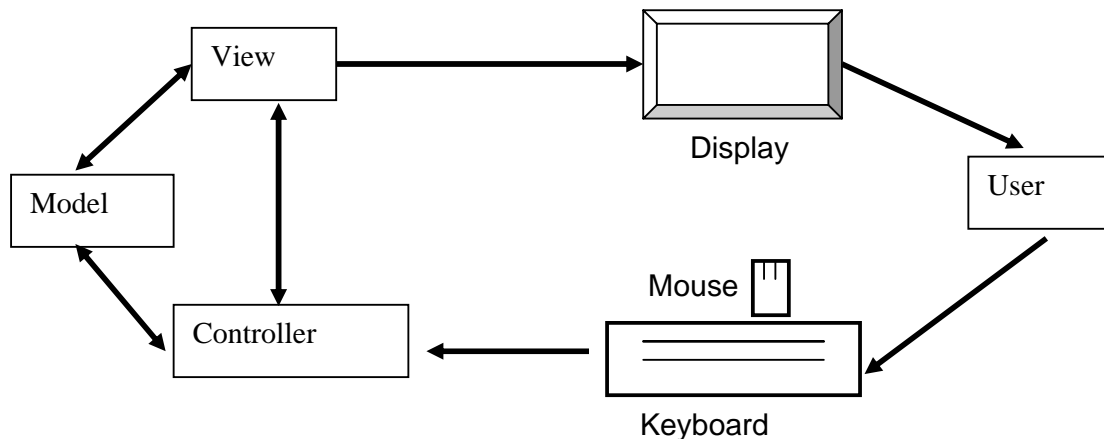 View
Display
Model
User
Mouse
Controller
Keyboard